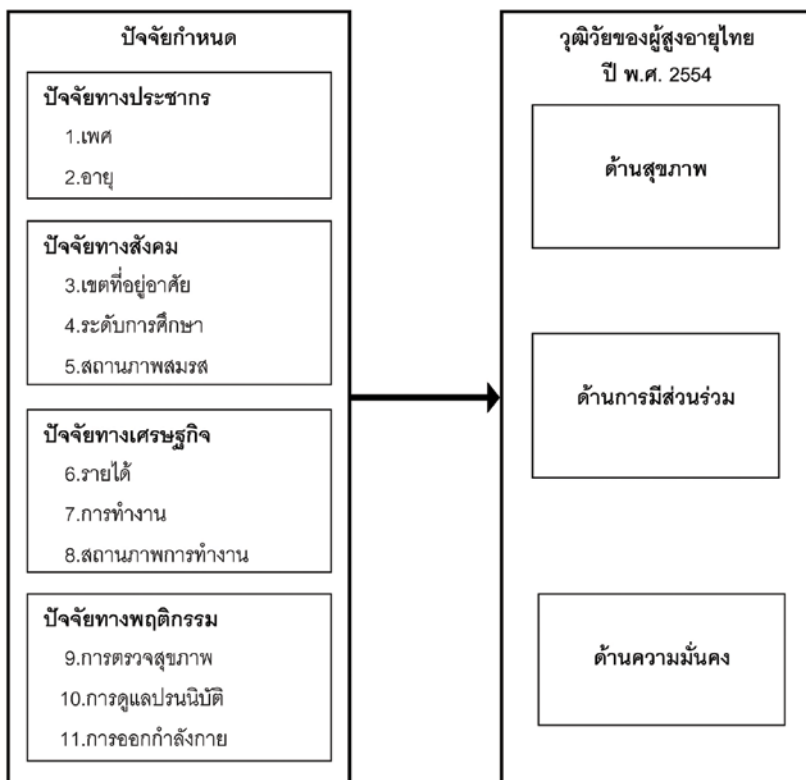 ปัจจัยกำหนด
ปัจจัยทางประชากร
1.เพศ
2.อายุ
ปัจจัยทางสังคม
3.เขตที่อยู่อาศัย
4.ระดับการศึกษา
5.สถานภาพสมรส
ปัจจัยทางเศรษฐกิจ
6.รายได้
7.การทำงาน
8.สถานภาพการทำงาน
ปัจจัยทางพฤติกรรม
9.การตรวจสุขภาพ
10.การดูแลปรนนิบัติ
11.การออกกำลังกาย
วุฒิวัยของผู้สูงอายุไทย
ปี พ.ศ. 2554
ด้านสุขภาพ
ด้านการมีส่วนร่วม
ด้านความมั่นคง